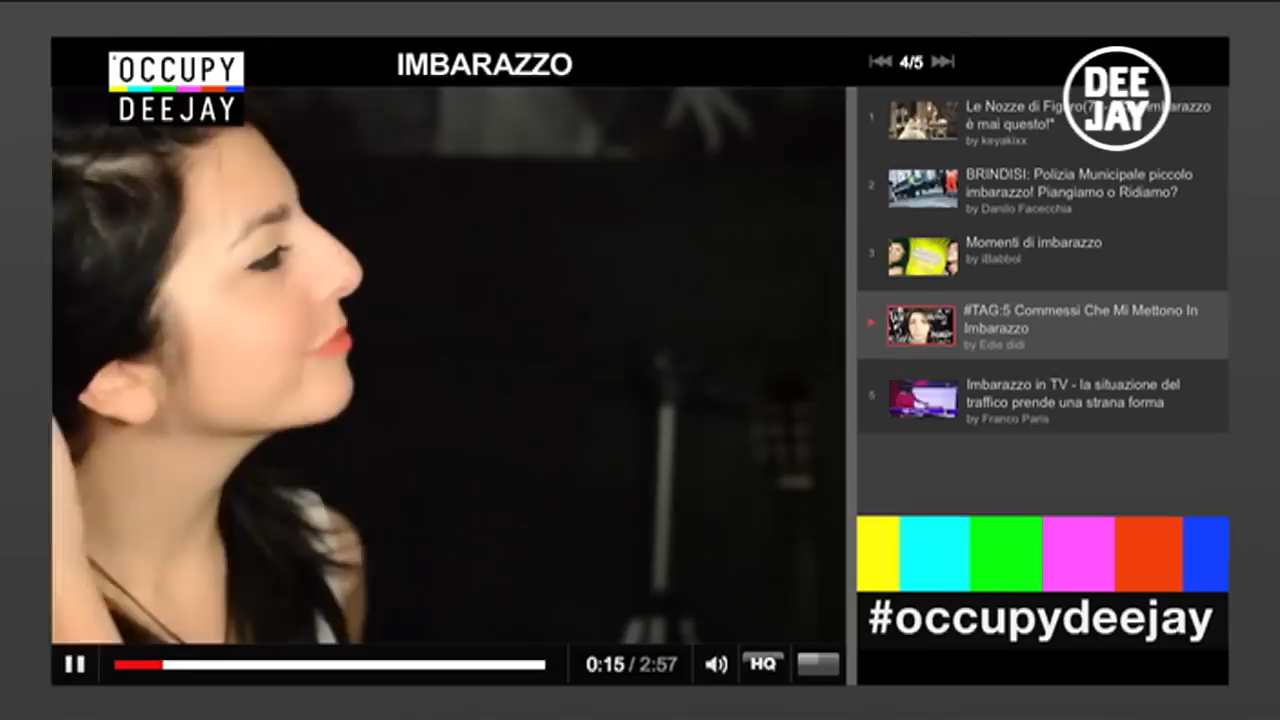 OCCUPY
DEEJAY
IMBARAZZO
4/5
DEE
JAY
1
Le Nozze di Figaro(7
è mai questo!"
by keyakixx
2
BRINDISI: Polizia Municipale piccolo
imbarazzo! Piangiamo o Ridiamo?
by Danilo Facecchia
3
Momenti di imbarazzo
by iBabbol
#TAG:5 Commessi Che Mi Mettono In
Imbarazzo
by Edie didi
5
Imbarazzo in TV - la situazione del
traffico prende una strana forma
by Franco Paris
#occupydeejay
0:15 / 2:57
HQ